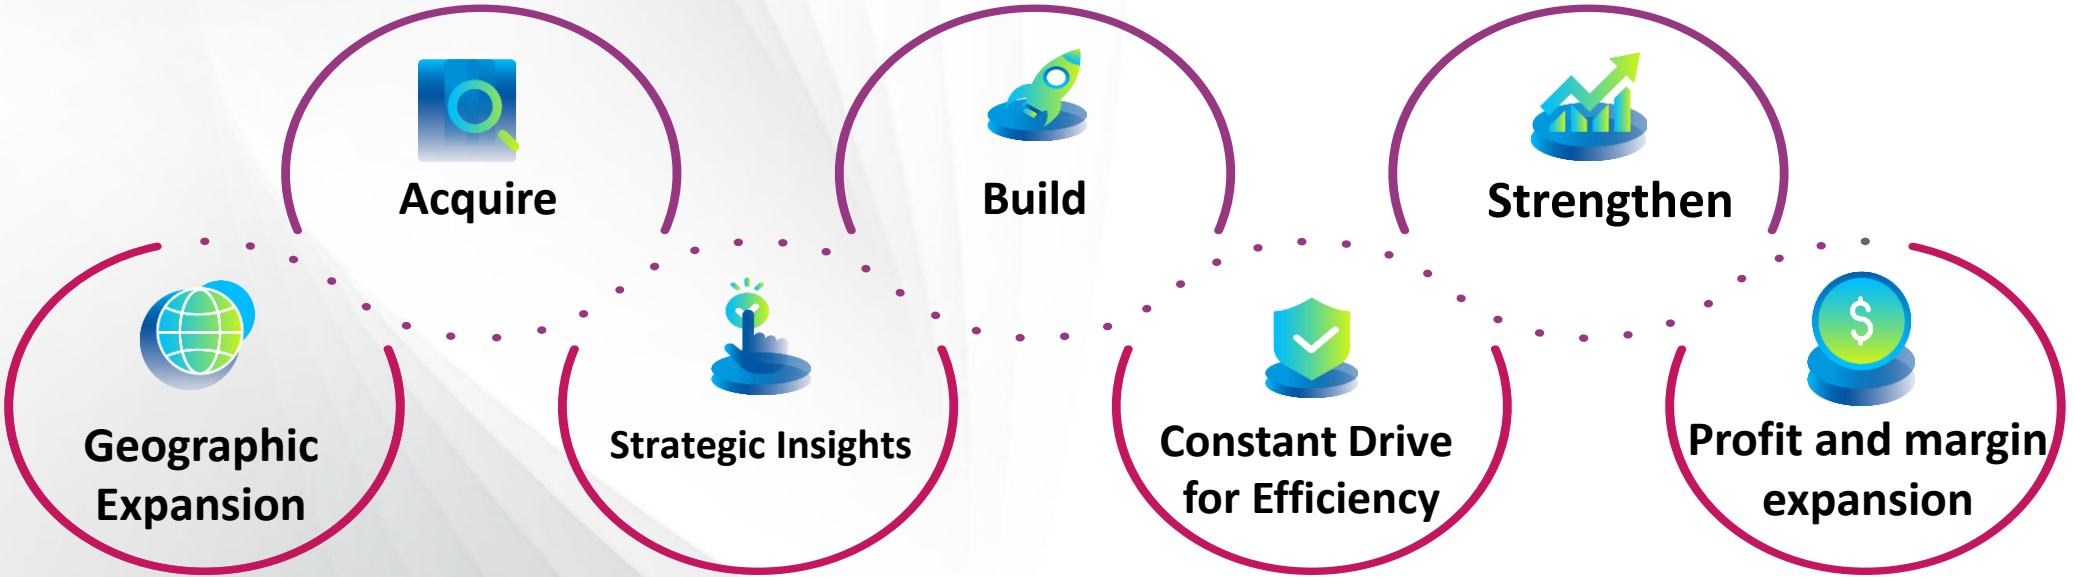 Acquire
Build
Strengthen
Geographic
Expansion
Strategic Insights
Constant Drive
for Efficiency
Profit and margin
expansion
$